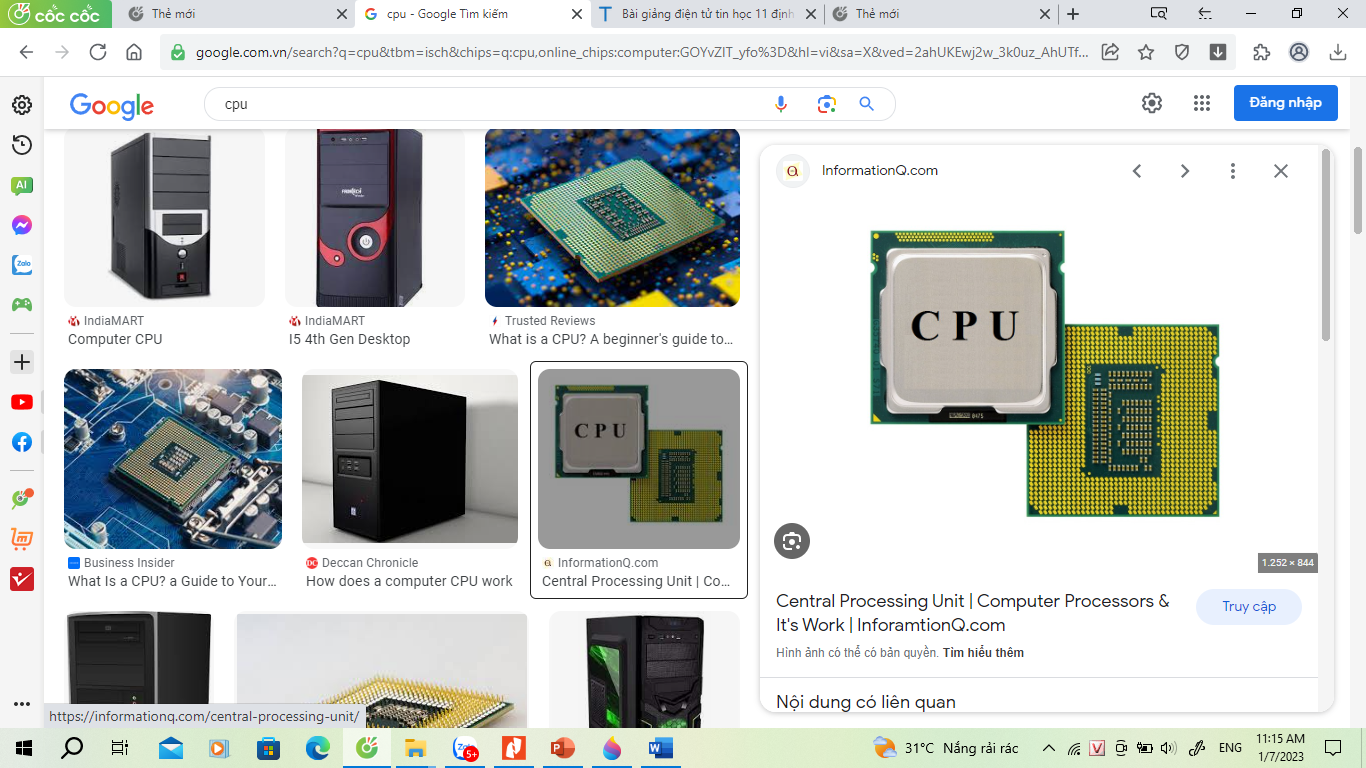 cốc cốc
Thẻ mới
cpu - Google Tìm kiếm
Bài giảng điện tử tin học 11 định
Thẻ mới
google.com.vn/search?q=cpu&tbm=isch&chips=q:cpu,online_chips:computer:GOYvZIT_yfo%3D&hl=vi&sa=X&ved=2ahUKEwj2w_3k0uz_AhUTf...
Google
cpu
Đăng nhập
AI
Zalo
IndiaMART
Computer CPU
IndiaMART
I5 4th Gen Desktop
Trusted Reviews
What is a CPU? A beginner's guide to...
CPU
Business Insider
What Is a CPU? a Guide to Your...
DC Deccan Chronicle
How does a computer CPU work
InformationQ.com
Central Processing Unit | Co...
InformationQ.com
CPU
1.252 × 844
Central Processing Unit | Computer Processors &
It's Work | InforamtionQ.com
Truy cập
Hình ảnh có thể có bản quyền. Tìm hiểu thêm
Nội dung có liên quan
https://informationq.com/central-processing-unit/
5+
31°C Nắng rải rác
ENG
11:15 AM
1/7/2023